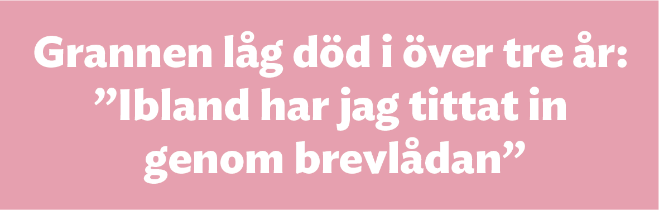 Grannen låg död i över tre år:
”Ibland har jag tittat in
genom brevlådan”